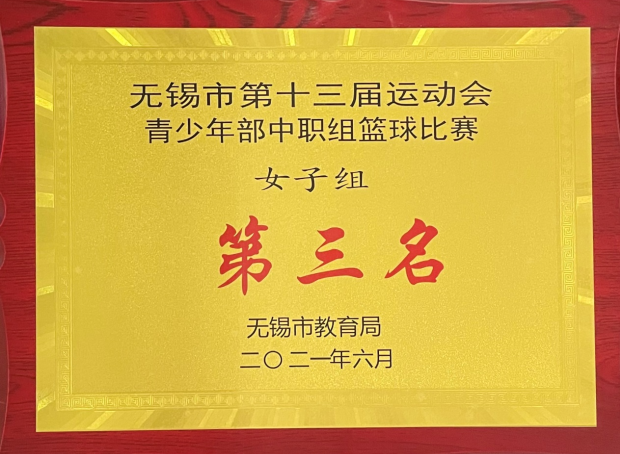 无锡市第十三届运动会
青少年部中职组篮球比赛
女子组
第三名
无锡市教育局
二〇二一年六月